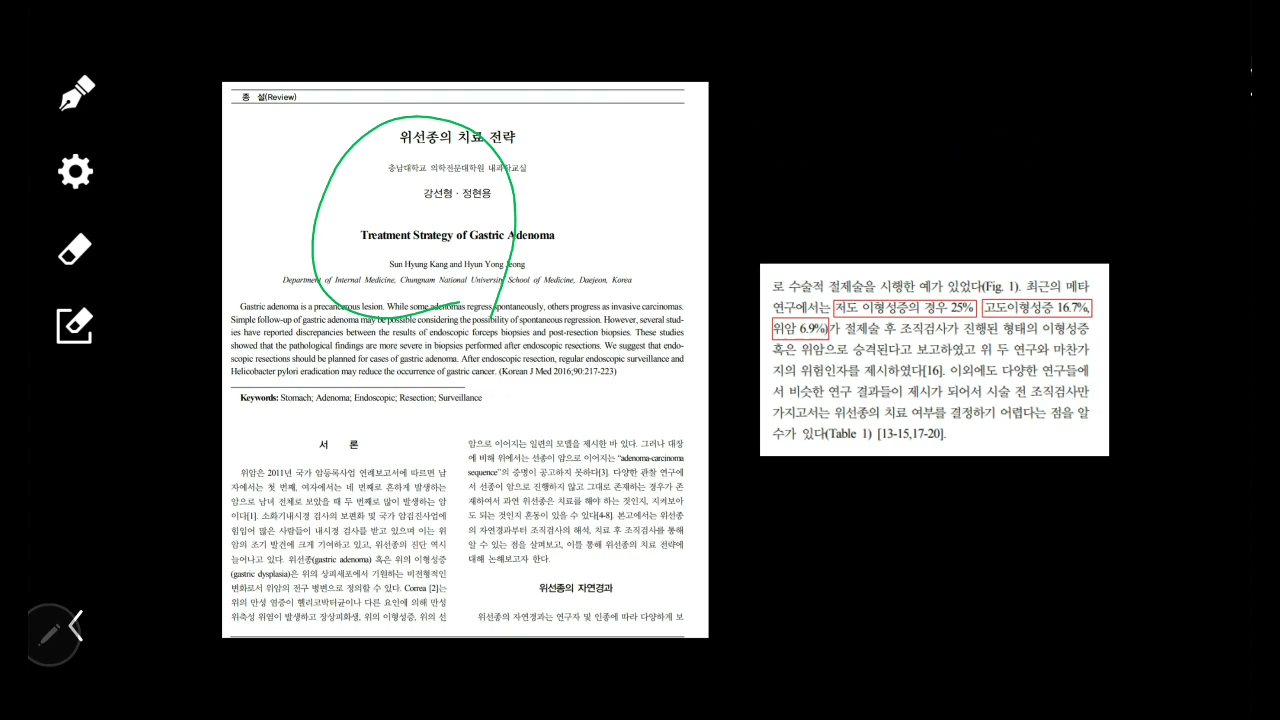 종 설(Review)
위선종의 치료 전략
충남대학교 의학전문대학원 내과학교실
강선형 · 정현용
Treatment Strategy of Gastric Adenoma
Sun Hyung Kang and Hyun Yong Jeong
Department of Internal Medicine, Chungnam National University School of Medicine, Daejeon, Korea
Gastric adenoma is a precancerous lesion. While some adenomas regress spontaneously, others progress as invasive carcinomas.
Simple follow-up of gastric adenoma may be possible considering the possibility of spontaneous regression. However, several stud-
ies have reported discrepancies between the results of endoscopic forceps biopsies and post-resection biopsies. These studies
showed that the pathological findings are more severe in biopsies performed after endoscopic resections. We suggest that endo-
scopic resections should be planned for cases of gastric adenoma. After endoscopic resection, regular endoscopic surveillance and
Helicobacter pylori eradication may reduce the occurrence of gastric cancer. (Korean J Med 2016;90:217-223)
Keywords: Stomach; Adenoma; Endoscopic; Resection; Surveillance
서 론
위암은 2011년 국가 암등록사업 연례보고서에 따르면 남
자에서는 첫 번째, 여자에서는 네 번째로 흔하게 발생하는
암으로 남녀 전체로 보았을 때 두 번째로 많이 발생하는 암
이다[1]. 소화기내시경 검사의 보편화 및 국가 암검진사업에
힘입어 많은 사람들이 내시경 검사를 받고 있으며 이는 위
암의 조기 발견에 크게 기여하고 있고, 위선종의 진단 역시
늘어나고 있다. 위선종(gastric adenoma) 혹은 위의 이형성증
(gastric dysplasia)은 위의 상피세포에서 기원하는 비전형적인
변화로서 위암의 전구 병변으로 정의할 수 있다. Correa [2]는
위의 만성 염증이 헬리코박터균이나 다른 요인에 의해 만성
위축성 위염이 발생하고 장상피화생, 위의 이형성증, 위의 선
암으로 이어지는 일련의 모델을 제시한 바 있다. 그러나 대장
에 비해 위에서는 선종이 암으로 이어지는 “adenoma-carcinoma
sequence”의 증명이 공고하지 못하다[3]. 다양한 관찰 연구에
서 선종이 암으로 진행하지 않고 그대로 존재하는 경우가 존
재하여서 과연 위선종은 치료를 해야 하는 것인지, 지켜보아
도 되는 것인지 혼동이 있을 수 있다[4-8]. 본고에서는 위선종
의 자연경과부터 조직검사의 해석, 치료 후 조직검사를 통해
알 수 있는 점을 살펴보고, 이를 통해 위선종의 치료 전략에
대해 논해보고자 한다.
위선종의 자연경과
위선종의 자연경과는 연구자 및 인종에 따라 다양하게 보
로 수술적 절제술을 시행한 예가 있었다(Fig. 1). 최근의 메타
연구에서는 저도 이형성증의 경우 25% 고도이형성증 16.7%,
위암 6.9%)가 절제술 후 조직검사가 진행된 형태의 이형성증
혹은 위암으로 승격된다고 보고하였고 위 두 연구와 마찬가
지의 위험인자를 제시하였다[16]. 이외에도 다양한 연구들에
서 비슷한 연구 결과들이 제시가 되어서 시술 전 조직검사만
가지고서는 위선종의 치료 여부를 결정하기 어렵다는 점을 알
수가 있다(Table 1) [13-15,17-20].